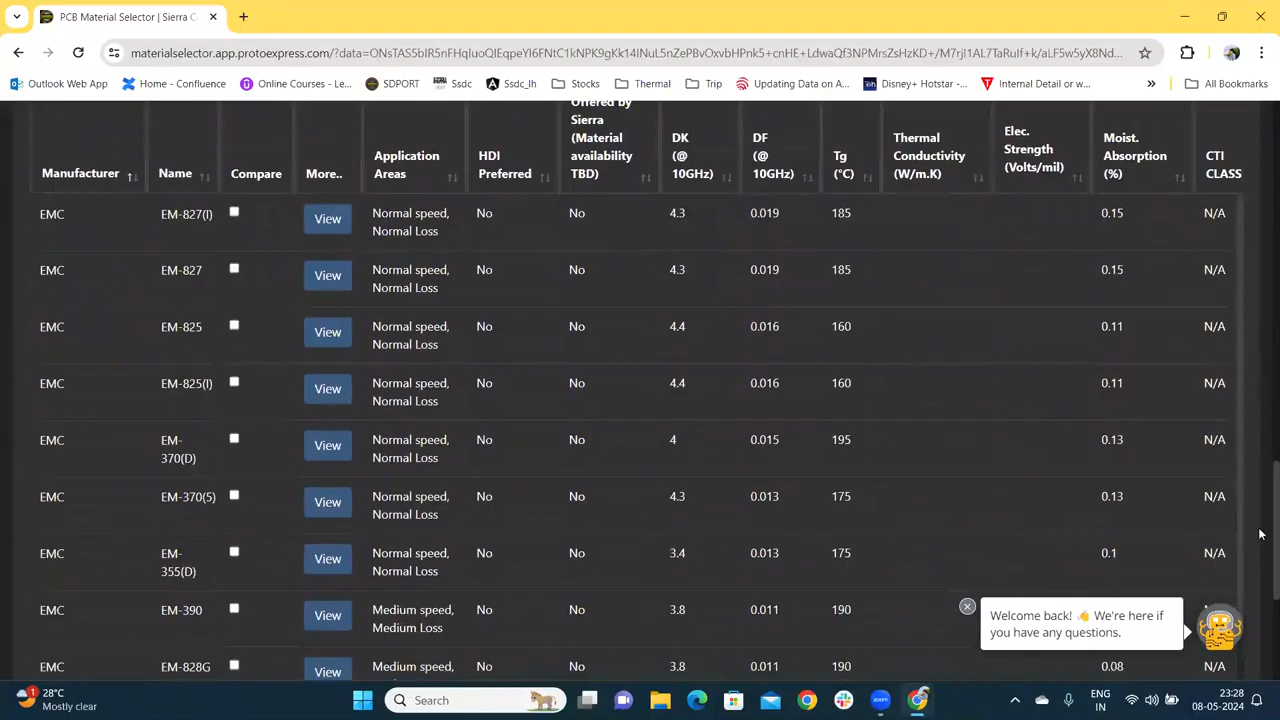 PCB Material Selector | Sierra C
materialselector.app.protoexpress.com/?data=ONsTAS5bIR5nFHqIuoQIEqpeYI6FNtC1kNPK9gKk14INuL5nZePBvOxvbHPrk5+cnHE+LdwaQf3NPMrsZsHzKD+/M7rjl1AL7TaRuIf+k/aLF5w5yX8Nd...
Outlook Web App
Home - Confluence
Online Courses - Le...
SDPORT
Ssdc
Ssdc_lh
Stocks
Thermal
Trip
Updating Data on A...
Disney+ Hotstar -...
Internal Detail or w...
All Bookmarks
Manufacturer
Name
Compare
More..
Application
Areas
HDI
Preferred
Offered by
Sierra
(Material
availability
TBD)
DK
(@
10GHz)
DF
(@
10GHz)
Tg
(°C)
Thermal
Conductivity
(W/m.K)
Elec.
Strength
(Volts/mil)
Moist.
Absorption
(%)
CTI
CLASS
EMC EM-827(I) View Normal speed, No No 4.3 0.019 185 0.15 N/A
Normal Loss
EMC EM-827 View Normal speed, No No 4.3 0.019 185 0.15 N/A
Normal Loss
EMC EM-825 View Normal speed, No No 4.4 0.016 160 0.11 N/A
Normal Loss
EMC EM-825(I) View Normal speed, No No 4.4 0.016 160 0.11 N/A
Normal Loss
EMC EM- View Normal speed, No No 4 0.015 195 0.13 N/A
370(D) Normal Loss
EMC EM-370(5) View Normal speed, No No 4.3 0.013 175 0.13 N/A
Normal Loss
EMC EM- View Normal speed, No No 3.4 0.013 175 0.1 N/A
355(D) Normal Loss
EMC EM-390 View Medium speed, No No 3.8 0.011 190
Medium Loss
EMC EM-828G View Medium speed, No No 3.8 0.011 190 0.08 N/A
Welcome back! 👋 We're here if
you have any questions.
1
28°C
Mostly clear
Search
ENG
IN
23:28
08-05-2024